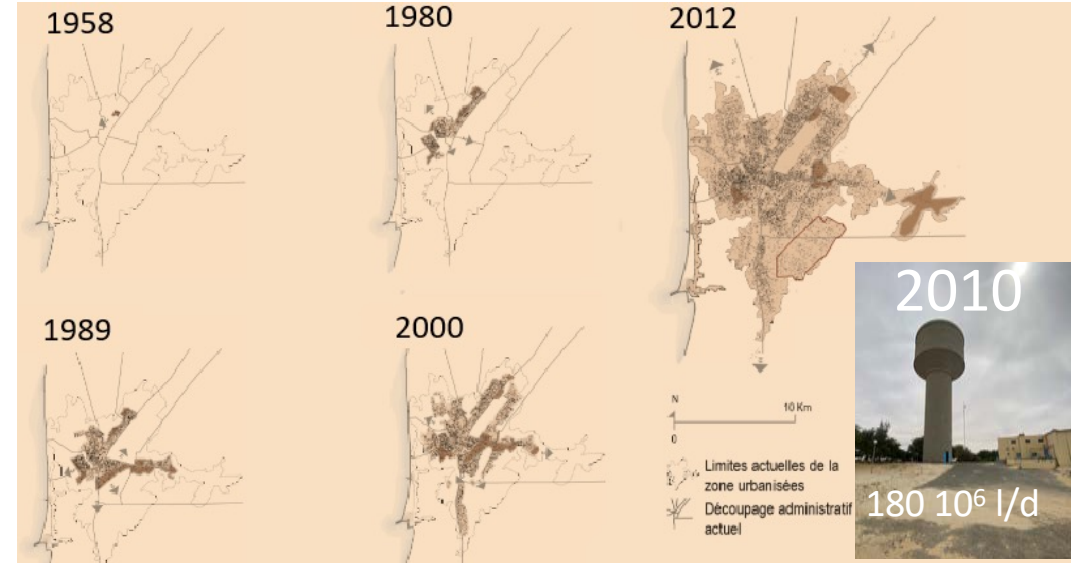 1958
1980
2012
1989
2000
N
0
10 Km
Limites actuelles de la
zone urbanisées
Découpage administratif
actuel
2010
180 10⁶ l/d